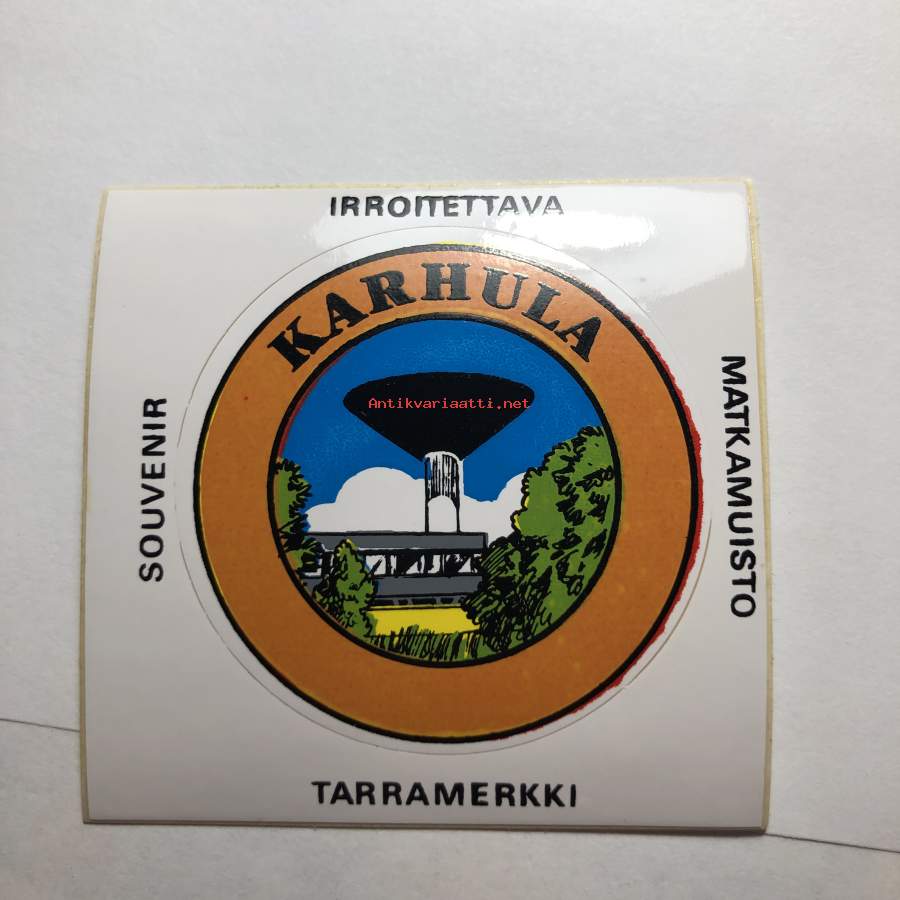 IRROITETTAVA
KARHULA
Antikvariaatti.net
SOUVENIR
MATKAMUISTO
TARRAMERKKI